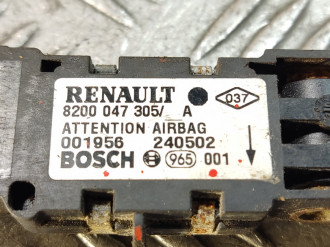 RENAULT 037
8200 047 305/ A
ATTENTION AIRBAG
001956 240502
BOSCH 965 001